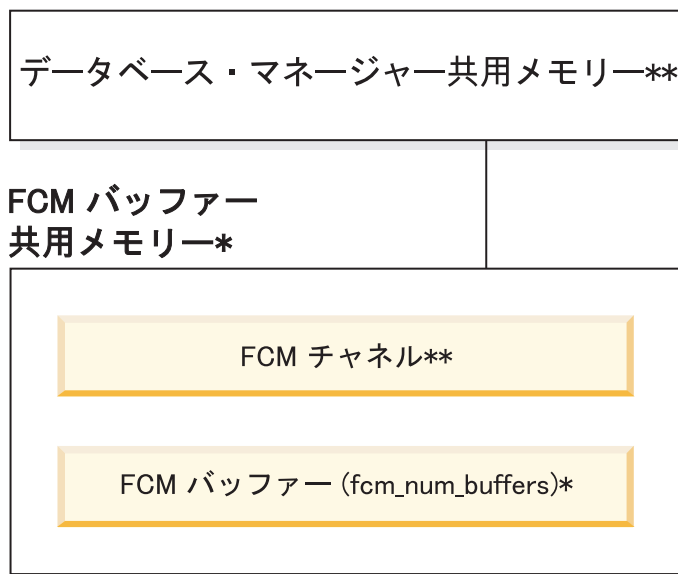 データベース・マネージャー共用メモリー**
FCM バッファー
共用メモリー*
FCM チャネル**
FCM バッファー (fcm_num_buffers)*